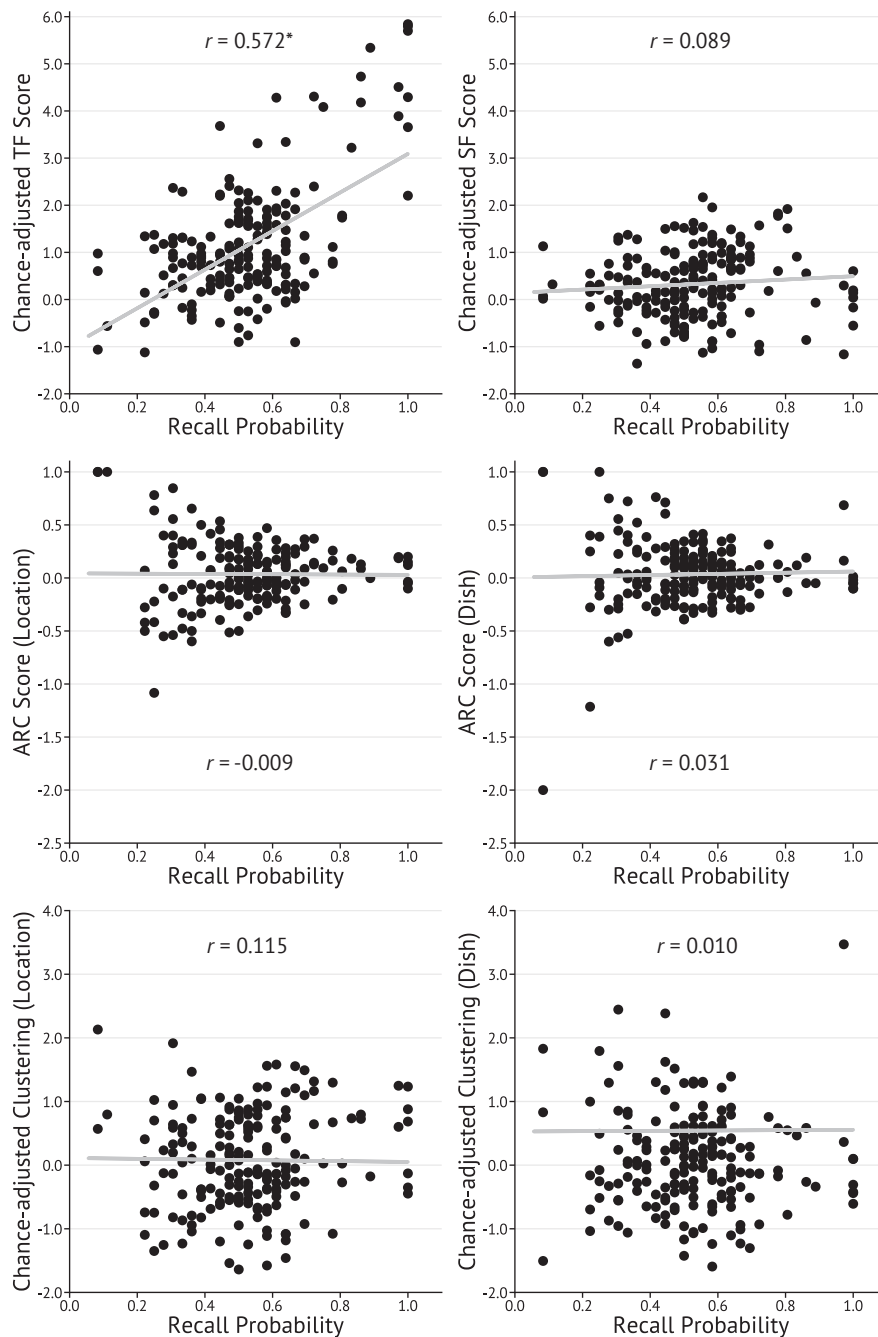 Chance-adjusted TF Score
6.0
5.0
4.0
3.0
2.0
1.0
0.0
-1.0
-2.0
r = 0.572*
0.0 0.2 0.4 0.6 0.8 1.0
Recall Probability
Chance-adjusted SF Score
6.0
5.0
4.0
3.0
2.0
1.0
0.0
-1.0
-2.0
r = 0.089
0.0 0.2 0.4 0.6 0.8 1.0
Recall Probability
ARC Score (Location)
1.0
0.5
0.0
-0.5
-1.0
-1.5
-2.0
-2.5
r = -0.009
0.0 0.2 0.4 0.6 0.8 1.0
Recall Probability
ARC Score (Dish)
1.0
0.5
0.0
-0.5
-1.0
-1.5
-2.0
-2.5
r = 0.031
0.0 0.2 0.4 0.6 0.8 1.0
Recall Probability
Chance-adjusted Clustering (Location)
4.0
3.0
2.0
1.0
0.0
-1.0
-2.0
r = 0.115
0.0 0.2 0.4 0.6 0.8 1.0
Recall Probability
Chance-adjusted Clustering (Dish)
4.0
3.0
2.0
1.0
0.0
-1.0
-2.0
r = 0.010
0.0 0.2 0.4 0.6 0.8 1.0
Recall Probability